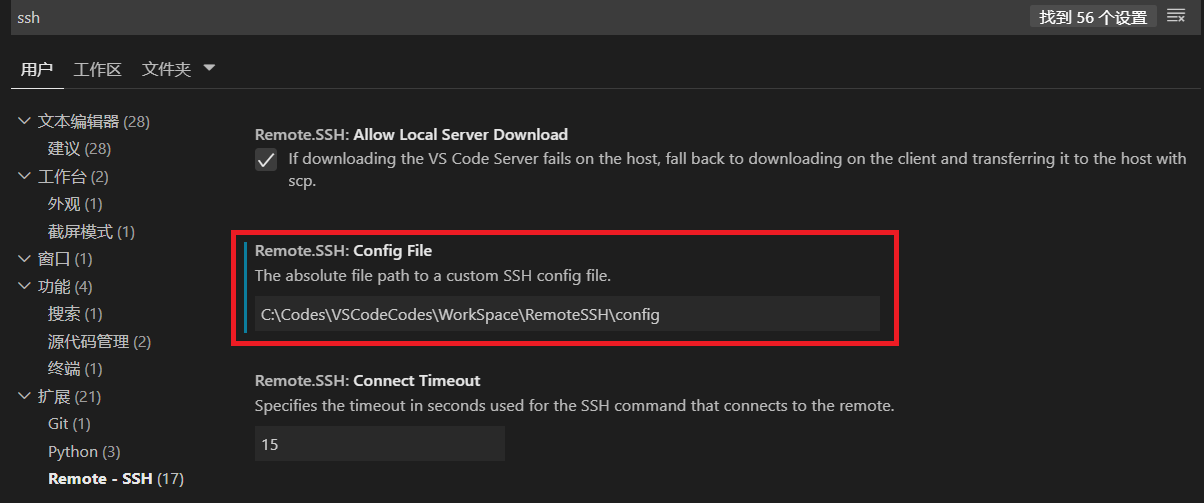 ssh
找到 56 个设置
用户 工作区 文件夹
文本编辑器 (28)
建议 (28)
工作台 (2)
外观 (1)
截屏模式 (1)
窗口 (1)
功能 (4)
搜索 (1)
源代码管理 (2)
终端 (1)
扩展 (21)
Git (1)
Python (3)
Remote - SSH (17)
Remote.SSH: Allow Local Server Download
If downloading the VS Code Server fails on the host, fall back to downloading on the client and transferring it to the host with
scp.
Remote.SSH: Config File
The absolute file path to a custom SSH config file.
C:\Codes\VSCodeCodes\WorkSpace\RemoteSSH\config
Remote.SSH: Connect Timeout
Specifies the timeout in seconds used for the SSH command that connects to the remote.
15